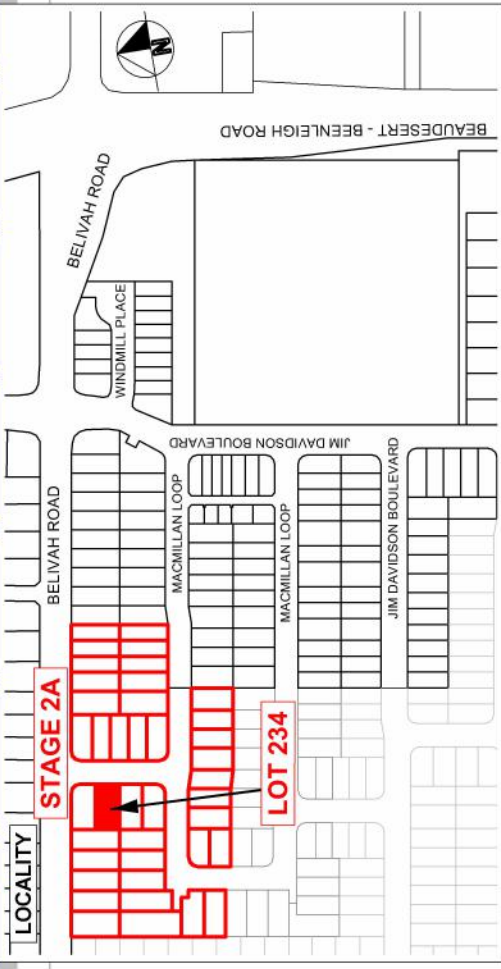 N
BEAUDESERT - BEENLEIGH ROAD
BELIVAH ROAD
WINDMILL PLACE
JIM DAVIDSON BOULEVARD
BELIVAH ROAD
MACMILLAN LOOP
MACMILLAN LOOP
JIM DAVIDSON BOULEVARD
STAGE 2A
LOT 234
LOCALITY